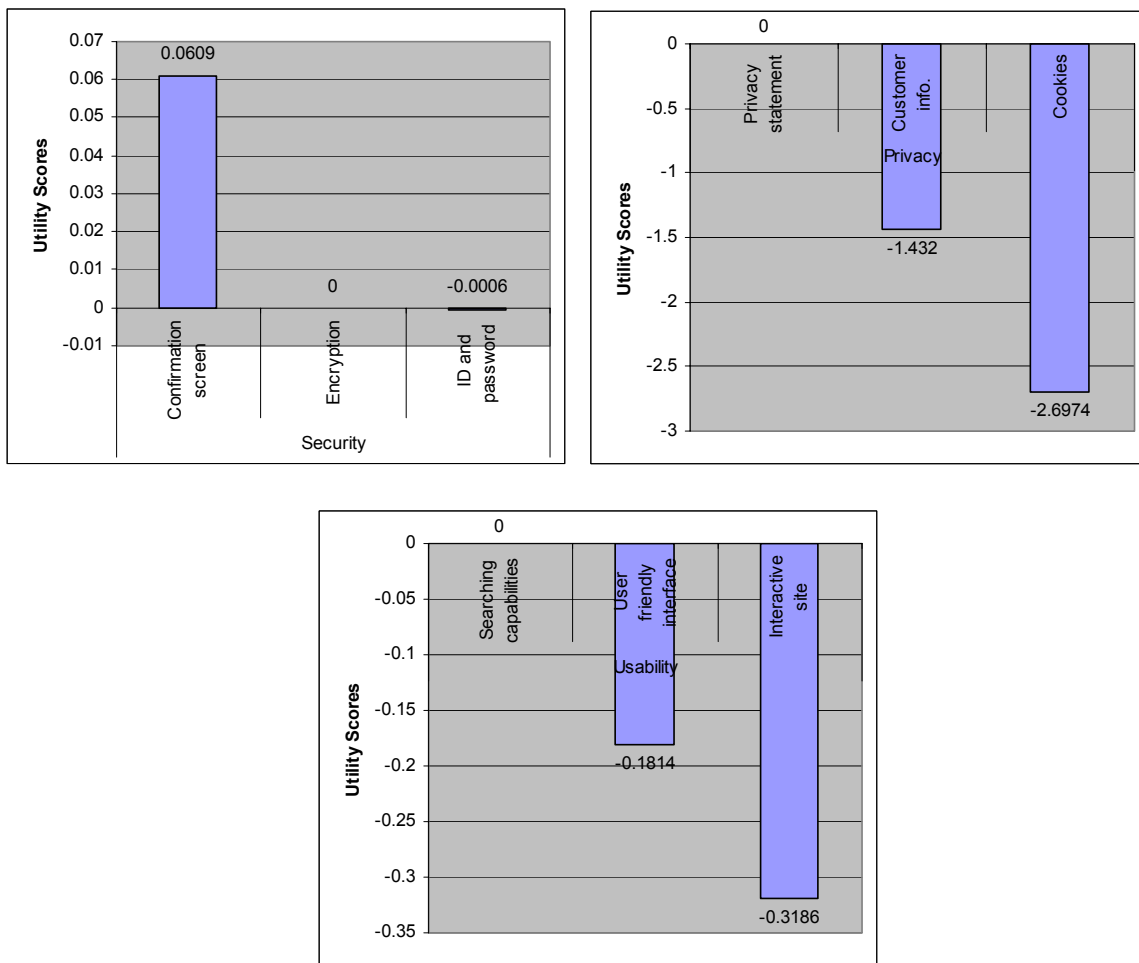 0.07
0.06
0.05
0.04
0.03
0.02
0.01
0
-0.01
Utility Scores
0.0609
0
-0.0006
Confirmation
screen
Encryption
ID and
password
Security
0
-0.5
-1
-1.5
-2
-2.5
-3
Utility Scores
0
-1.432
-2.6974
Privacy
statement
Customer
info.
Cookies
Privacy
0
-0.05
-0.1
-0.15
-0.2
-0.25
-0.3
-0.35
Utility Scores
0
-0.1814
-0.3186
Searching
capabilities
User
friendly
interface
Interactive
site
Usability